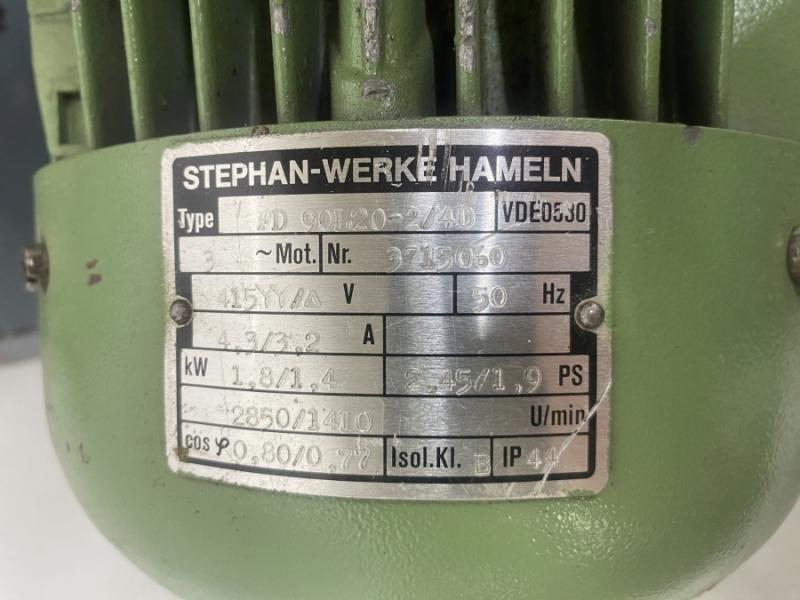 STEPHAN-WERKE HAMELN
Type FD 90L20-2/4D VDE0530
3 ~Mot. Nr. 3715060
415YY/△ V 50 Hz
4,3/3,2 A
kW 1,8/1,4 2,45/1,9 PS
2850/1410 U/min
cos φ 0,80/0,77 Isol.Kl. B IP 44